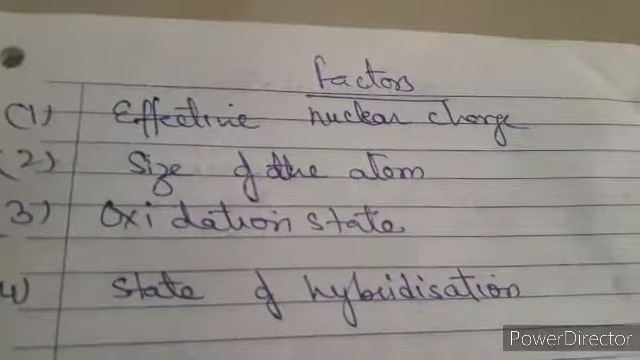 Factors
(1) Effective nuclear charge
(2) Size of the atom
3) Oxidation state
4) State of hybridisation
PowerDirector